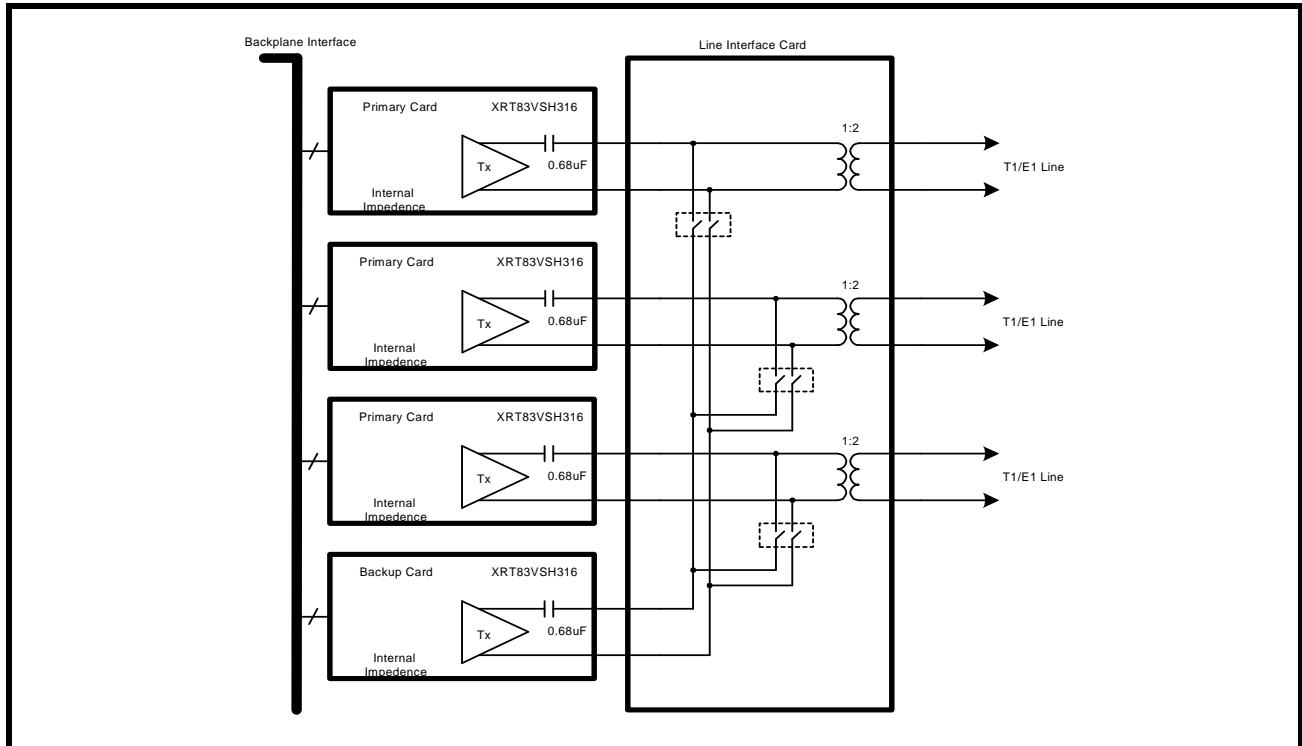 Backplane Interface
Line Interface Card
Primary Card XRT83VSH316
Tx
0.68uF
Internal
Impedence
1:2
T1/E1 Line
Primary Card XRT83VSH316
Tx
0.68uF
Internal
Impedence
1:2
T1/E1 Line
Primary Card XRT83VSH316
Tx
0.68uF
Internal
Impedence
1:2
T1/E1 Line
Backup Card XRT83VSH316
Tx
0.68uF
Internal
Impedence